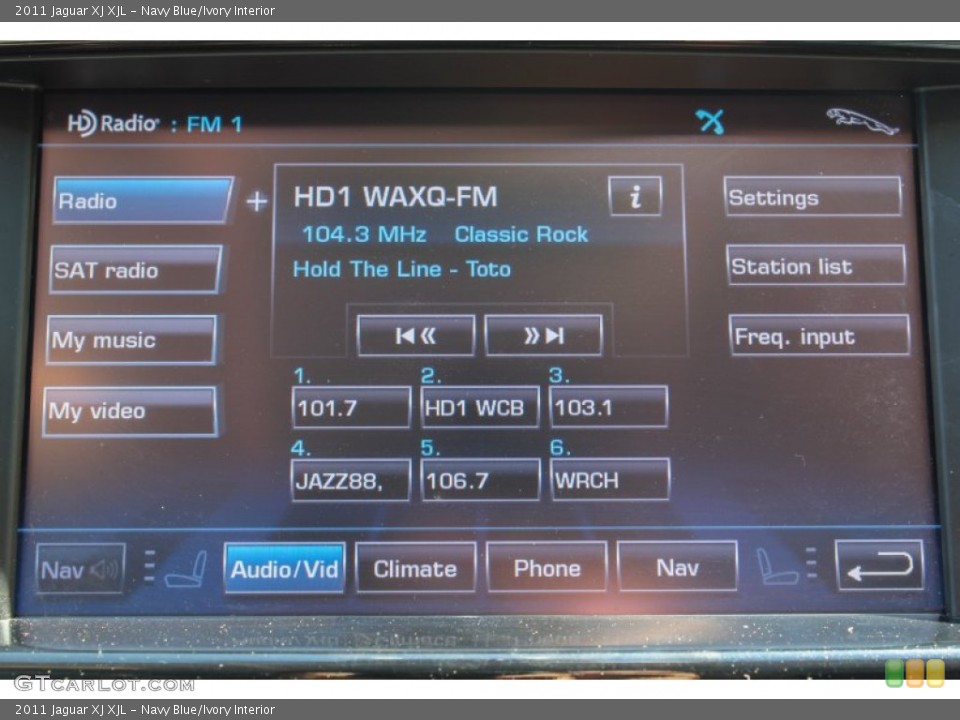 2011 Jaguar XJ XJL - Navy Blue/Ivory Interior
HD Radio : FM 1
Radio
SAT radio
My music
My video
HD1 WAXQ-FM
i
104.3 MHz Classic Rock
Hold The Line - Toto
Settings
Station list
Freq. input
1. 2. 3.
101.7 HD1 WCB 103.1
4. 5. 6.
JAZZ88, 106.7 WRCH
Nav Audio/Vid Climate Phone Nav
GTCARLOT.COM
2011 Jaguar XJ XJL - Navy Blue/Ivory Interior